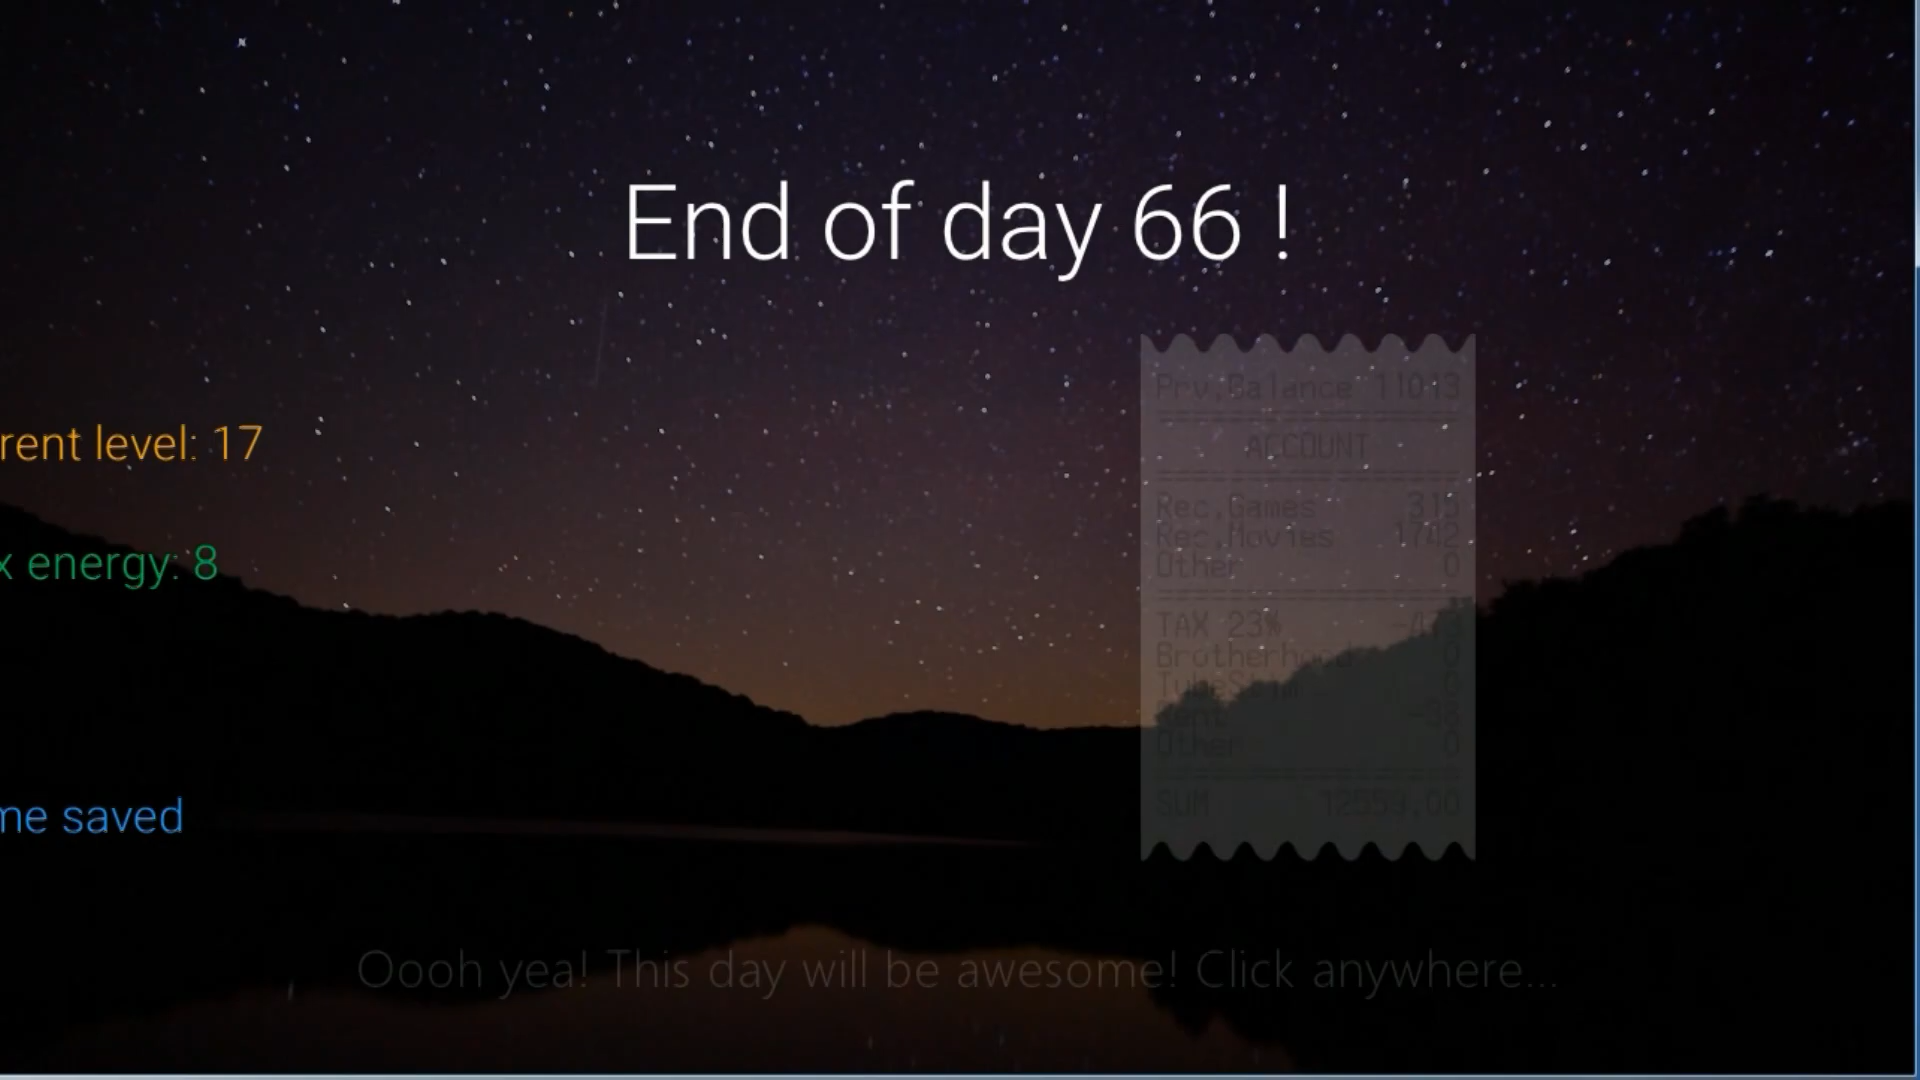 End of day 66 !
Prv,Balance 11013
ACCOUNT
rent level: 17
Rec,Games 315
Rec,Movies 1742
x energy: 8
Other 0
TAX 23%
Brotherhood 0
Other 0
me saved
SUM 12559,00
Oooh yea! This day will be awesome! Click anywhere...